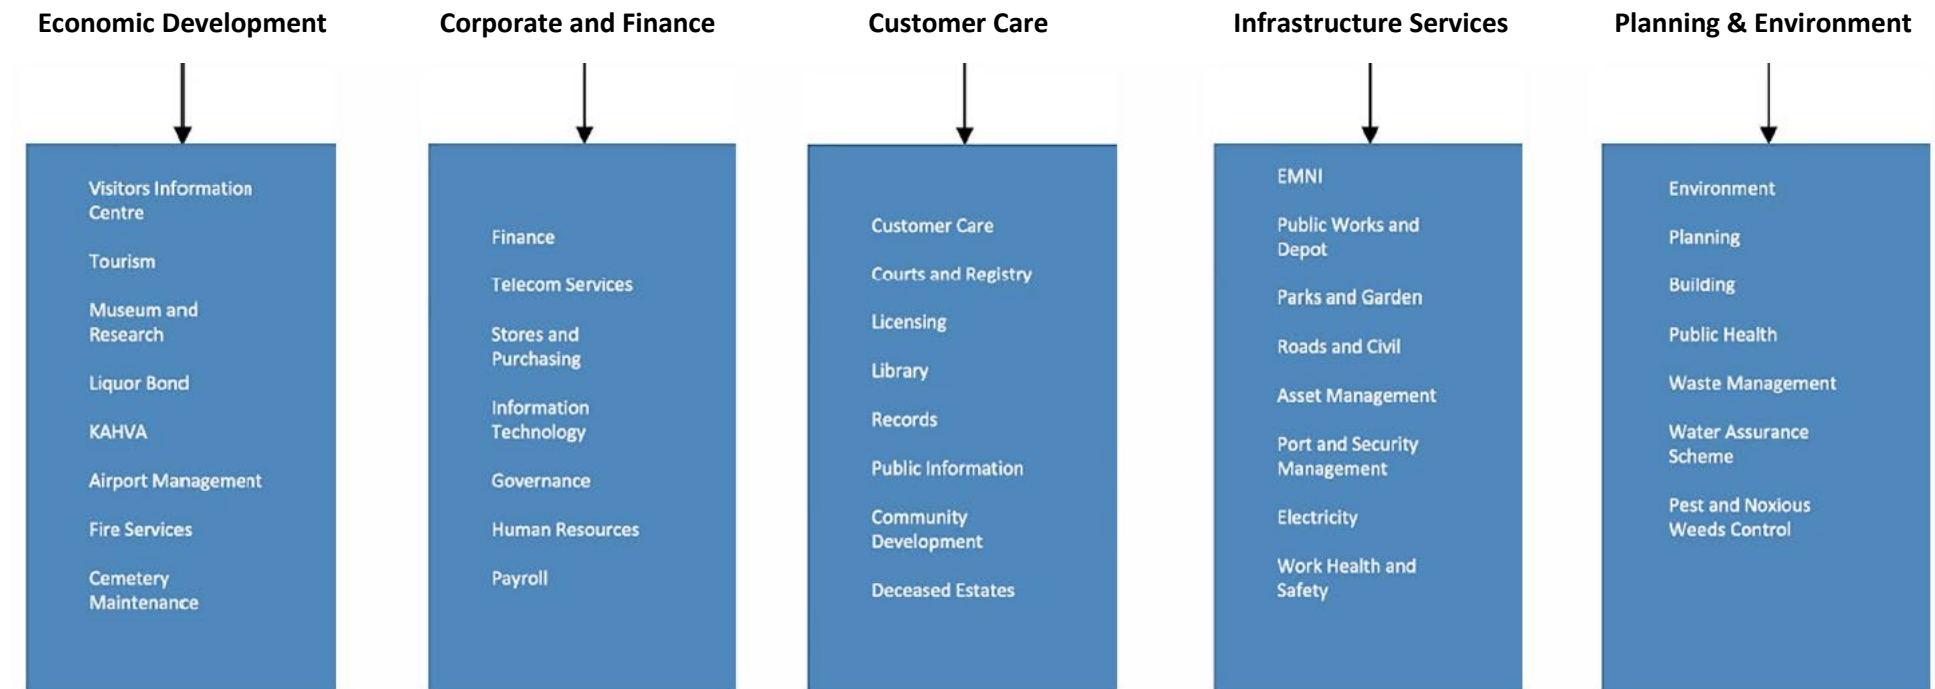 Economic Development
Corporate and Finance
Customer Care
Infrastructure Services
Planning & Environment
Visitors Information
Centre
Tourism
Museum and
Research
Liquor Bond
KAHVA
Airport Management
Fire Services
Cemetery
Maintenance
Finance
Telecom Services
Stores and
Purchasing
Information
Technology
Governance
Human Resources
Payroll
Customer Care
Courts and Registry
Licensing
Library
Records
Public Information
Community
Development
Deceased Estates
EMNI
Public Works and
Depot
Parks and Garden
Roads and Civil
Asset Management
Port and Security
Management
Electricity
Work Health and
Safety
Environment
Planning
Building
Public Health
Waste Management
Water Assurance
Scheme
Pest and Noxious
Weeds Control